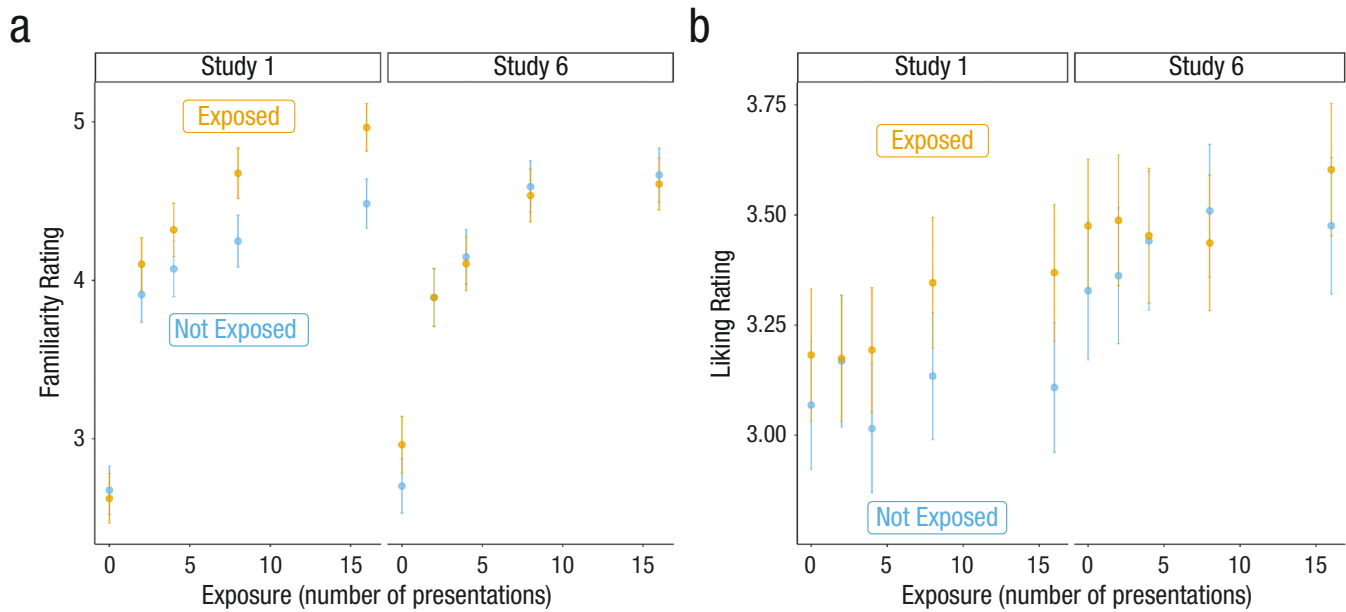 a
Study 1
Study 6
Familiarity Rating
5
4
3
Exposed
Not Exposed
0
5
10
15
0
5
10
15
Exposure (number of presentations)
b
Study 1
Study 6
Liking Rating
3.75
3.50
3.25
3.00
Exposed
Not Exposed
0
5
10
15
0
5
10
15
Exposure (number of presentations)